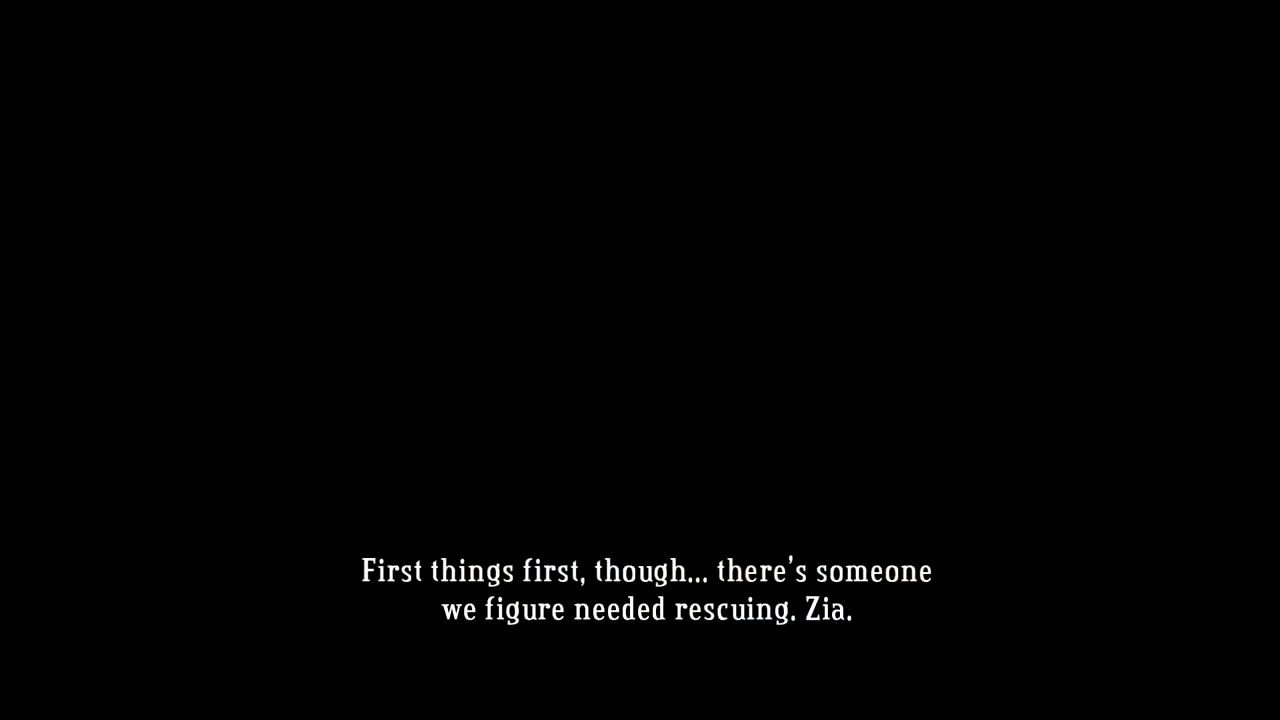 First things first, though... there's someone
we figure needed rescuing. Zia.